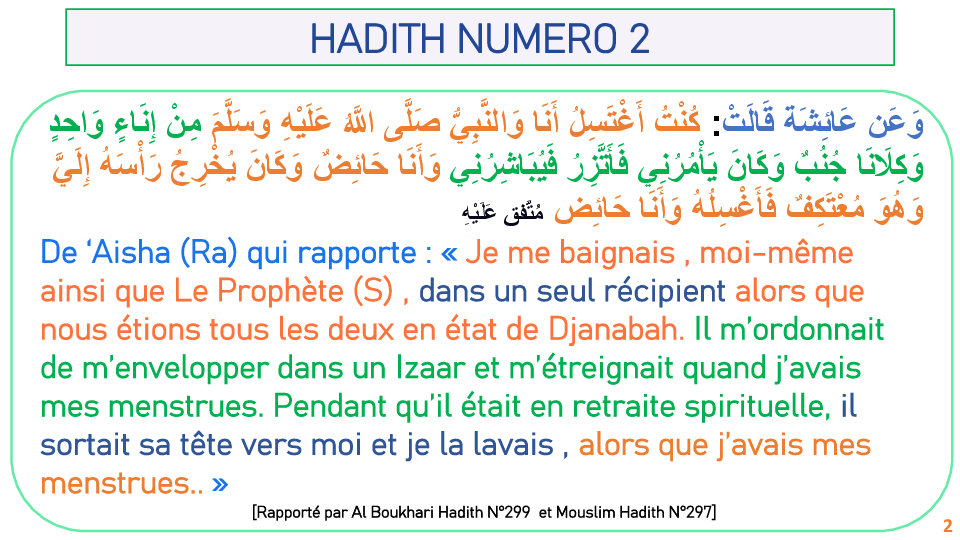 HADITH NUMERO 2
وَعَن عَائشَة قَالَتْ: كُنْتُ أَغْتَسِلُ أَنَا وَالنَّبِيُّ صَلَّى اللهُ عَلَيْهِ وَسَلَّمَ مِنْ إِنَاءٍ وَاحِدٍ
وَكِلَانَا جُنُبٌ وَكَانَ يَأْمُرُنِي فَأَتَّزِرُ فَيُبَاشِرُنِي وَأَنَا حَائِضٌ وَكَانَ يُخْرِجُ رَأْسَهُ إِلَيَّ
وَهُوَ مُعْتَكِفٌ فَأَغْسِلُهُ وَأَنَا حَائِض مُتَّفق عَلَيْهِ
De ‘Aisha (Ra) qui rapporte : « Je me baignais , moi-même
ainsi que Le Prophète (S) , dans un seul récipient alors que
nous étions tous les deux en état de Djanabah. Il m’ordonnait
de m’envelopper dans un Izaar et m’étreignait quand j’avais
mes menstrues. Pendant qu’il était en retraite spirituelle, il
sortait sa tête vers moi et je la lavais , alors que j’avais mes
menstrues.. »
[Rapporté par Al Boukhari Hadith N°299 et Mouslim Hadith N°297]
2